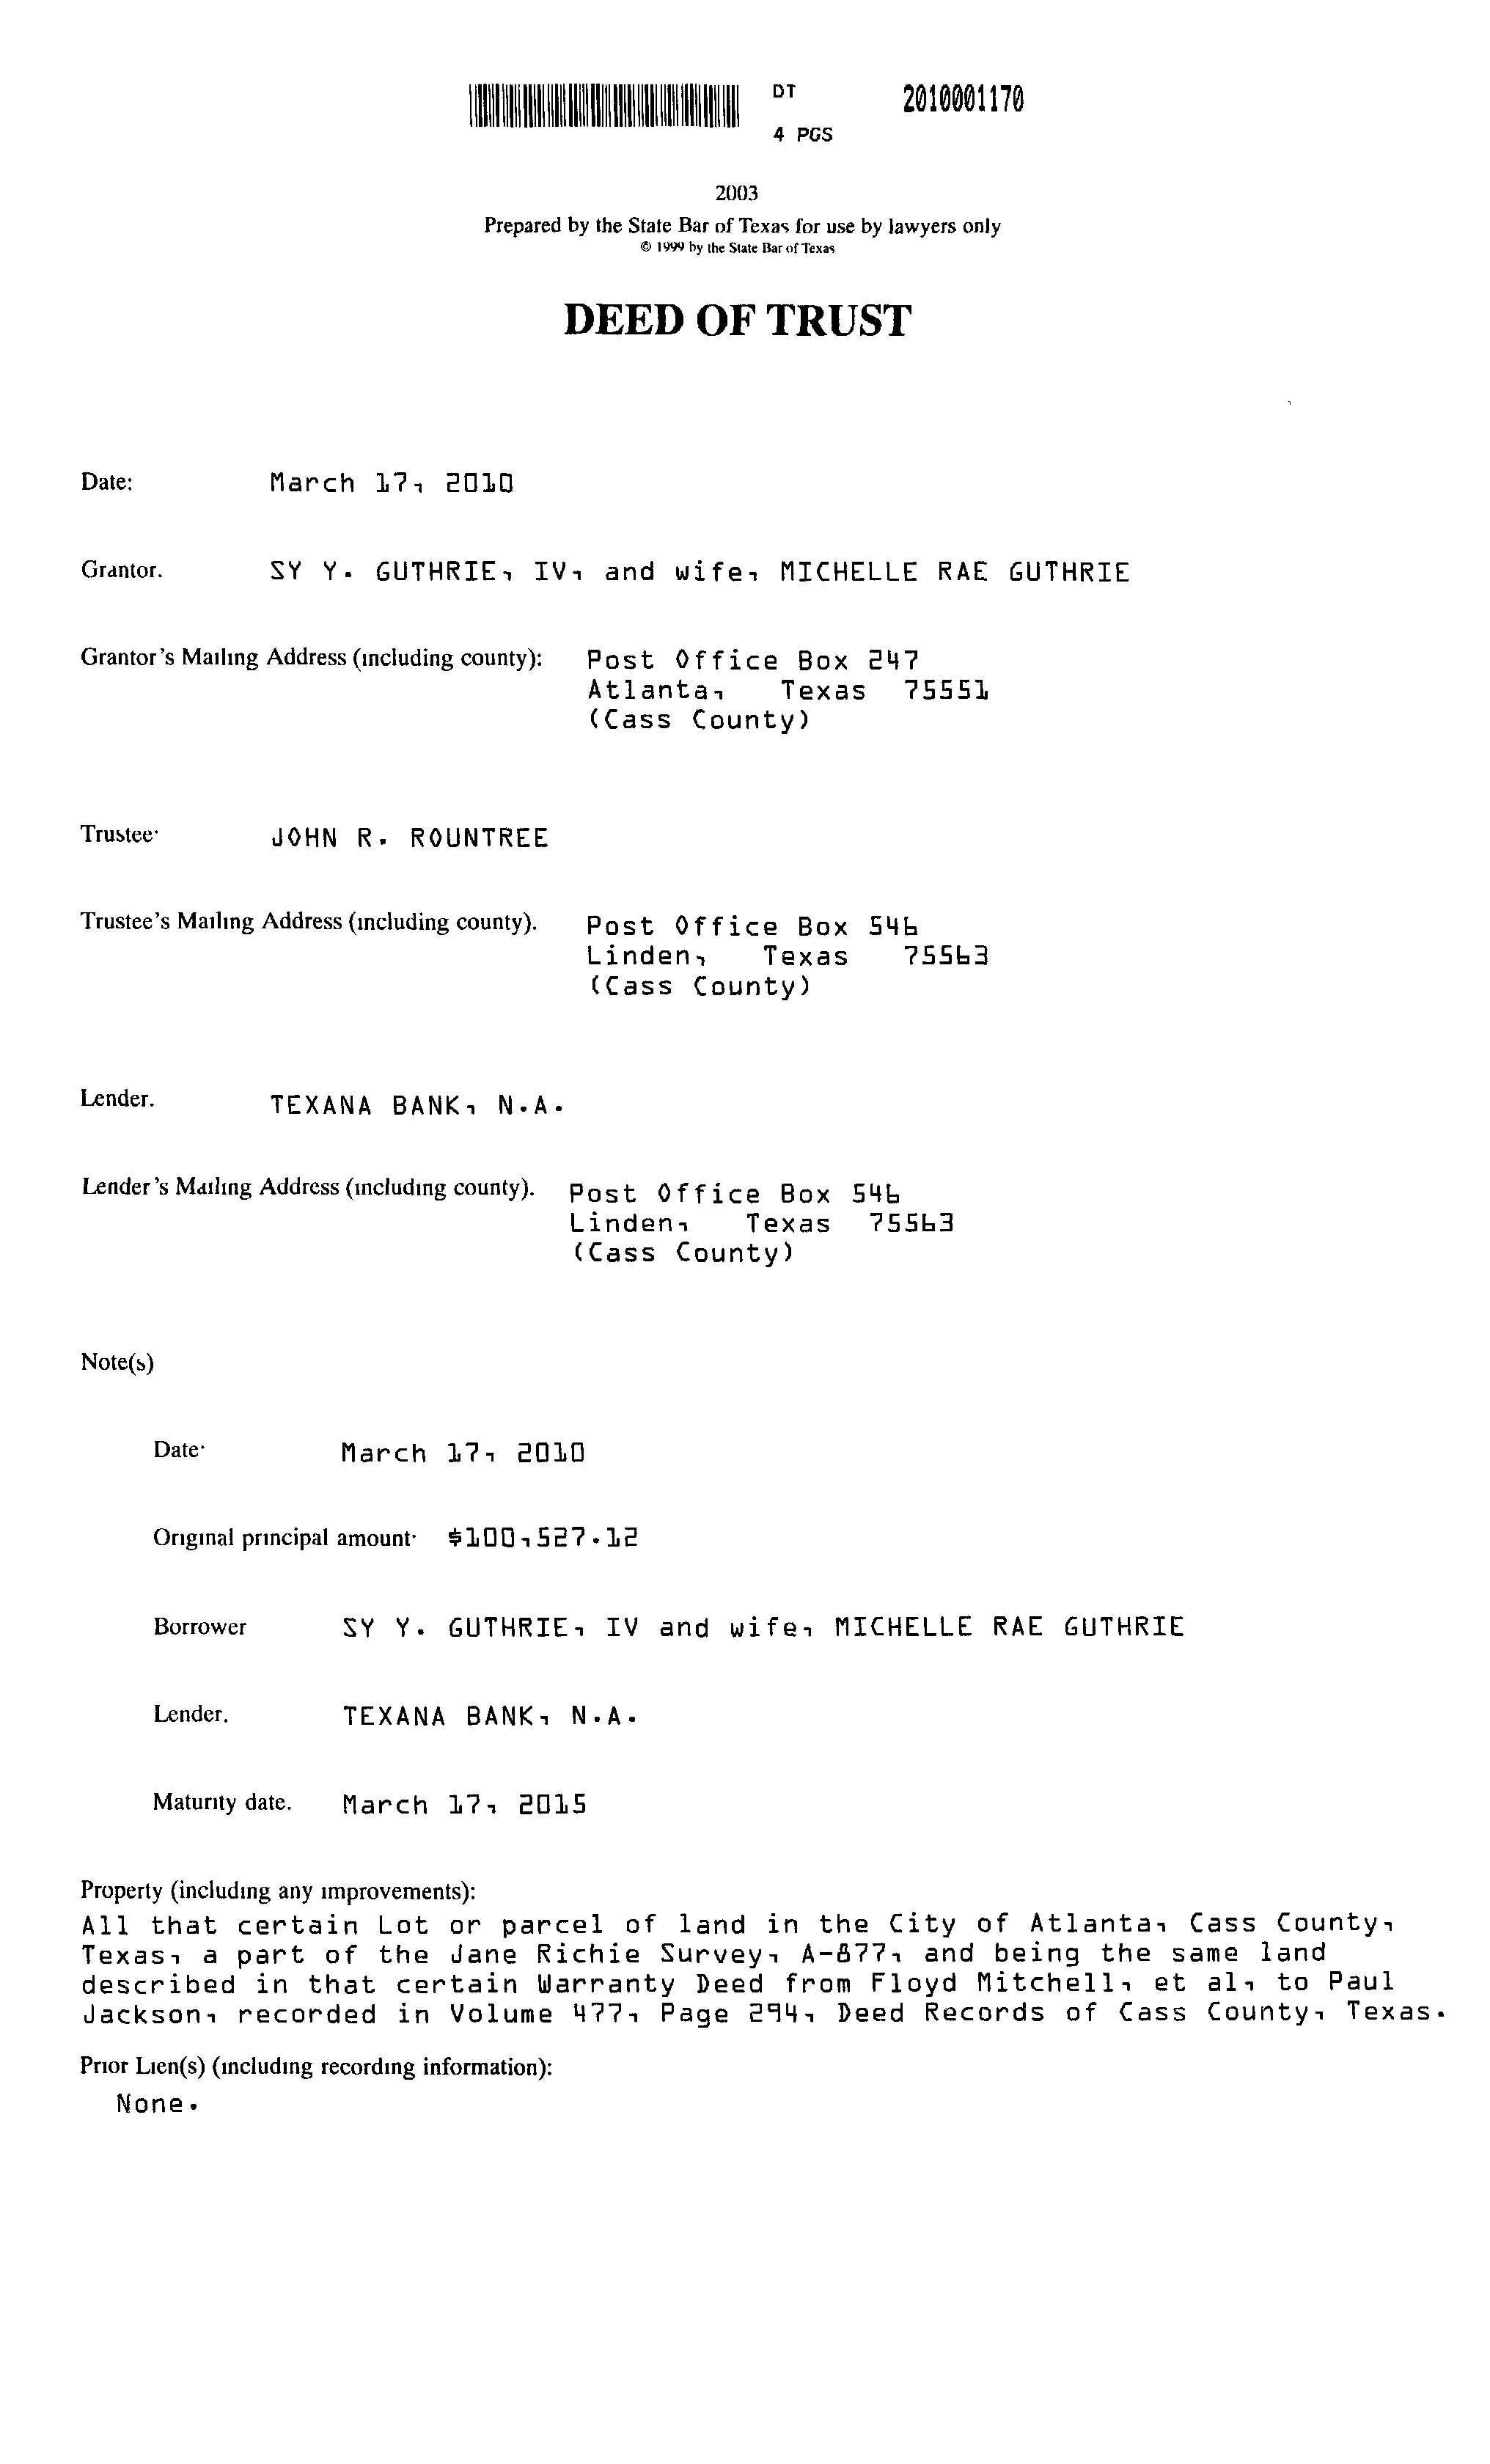 DT 2010001170
4 PGS
2003
Prepared by the State Bar of Texas for use by lawyers only
© 1999 by the State Bar of Texas
DEED OF TRUST
Date: March 17, 2010
Grantor. SY Y. GUTHRIE, IV, and wife, MICHELLE RAE GUTHRIE
Grantor's Mailing Address (including county): Post Office Box 247
Atlanta, Texas 75551
(Cass County)
Trustee· JOHN R. ROUNTREE
Trustee's Mailing Address (including county). Post Office Box 546
Linden, Texas 75563
(Cass County)
Lender. TEXANA BANK, N.A.
Lender's Mailing Address (including county). Post Office Box 546
Linden, Texas 75563
(Cass County)
Note(s)
Date· March 17, 2010
Original principal amount· $100,527.12
Borrower SY Y. GUTHRIE, IV and wife, MICHELLE RAE GUTHRIE
Lender. TEXANA BANK, N.A.
Maturity date. March 17, 2015
Property (including any improvements):
All that certain Lot or parcel of land in the City of Atlanta, Cass County,
Texas, a part of the Jane Richie Survey, A-877, and being the same land
described in that certain Warranty Deed from Floyd Mitchell, et al, to Paul
Jackson, recorded in Volume 477, Page 294, Deed Records of Cass County, Texas.
Prior Lien(s) (including recording information):
None.